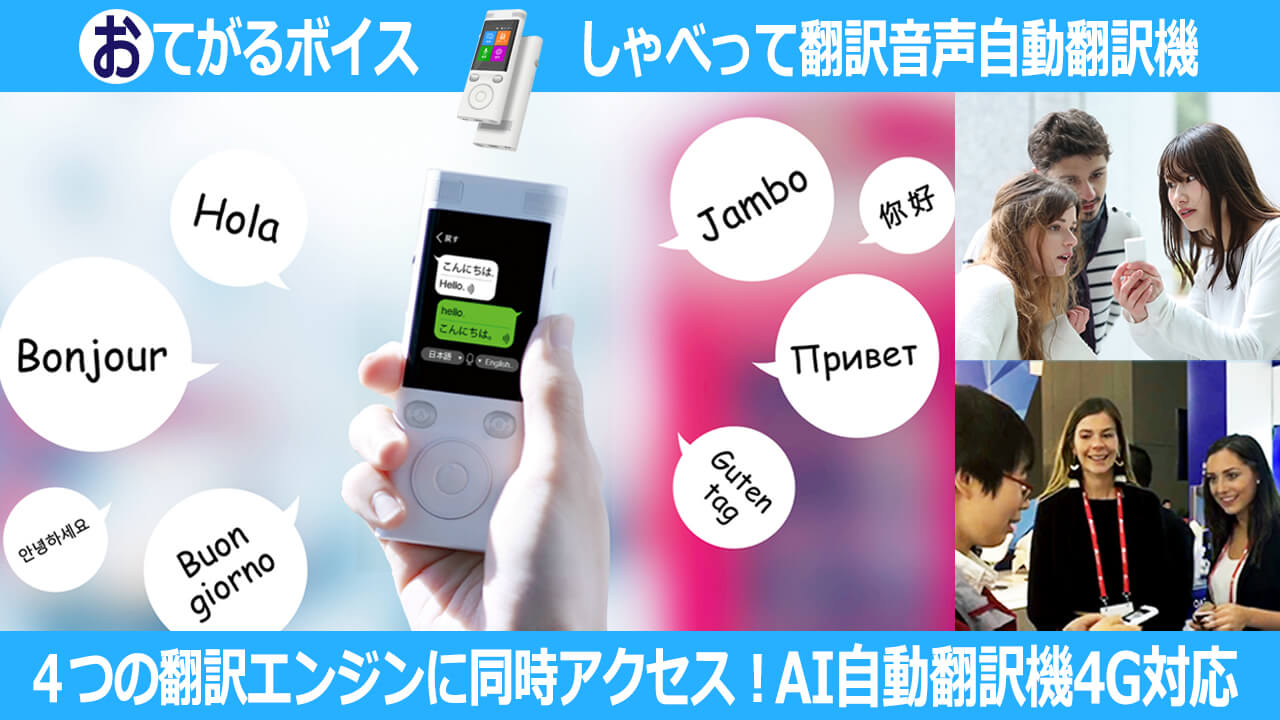 おてがるボイス
しゃべって翻訳音声自動翻訳機
Hola
Bonjour
안녕하세요
Buon
giorno
戻す
こんにちは。
Hello.
hello.
こんにちは。
日本語
English
Jambo
你好
Привет
Guten
tag
4つの翻訳エンジンに同時アクセス！AI自動翻訳機4G対応